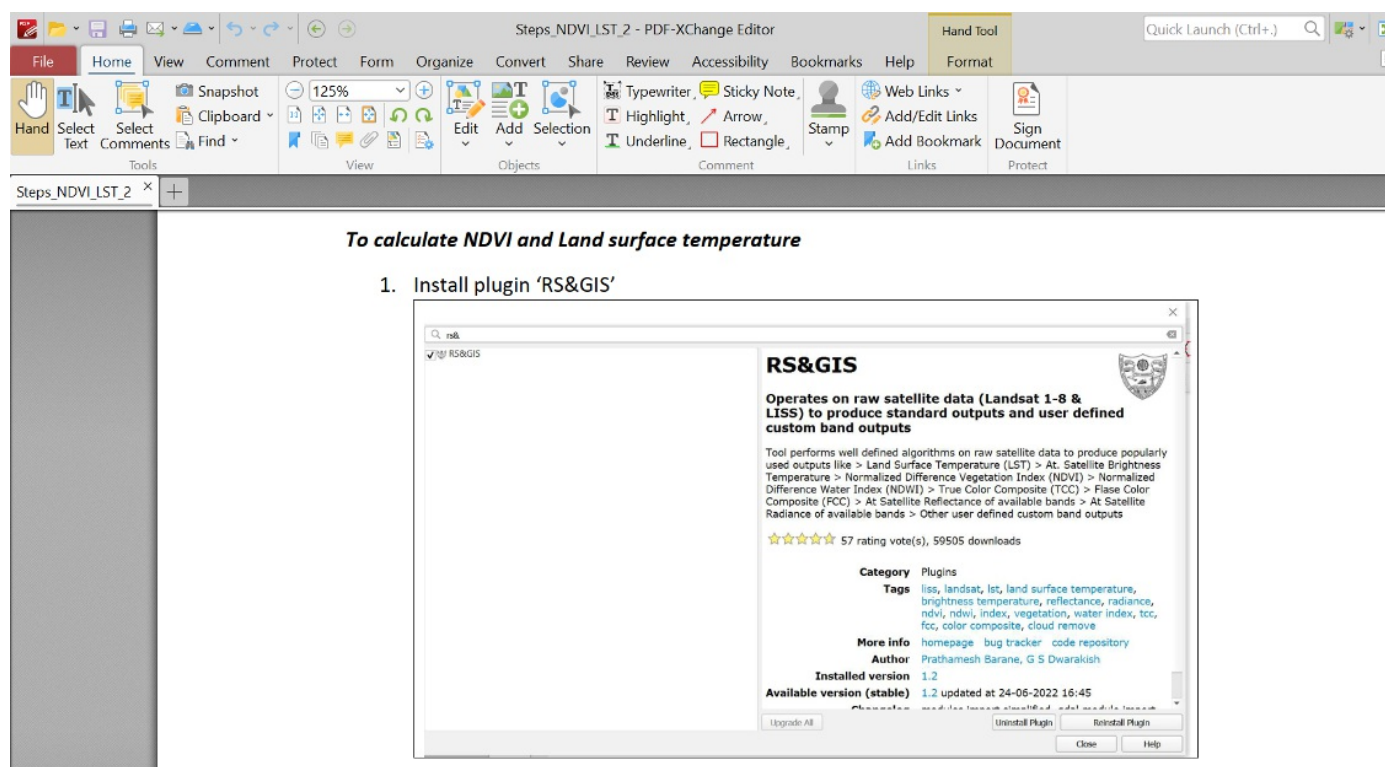 Steps_NDVI_LST_2 - PDF-XChange Editor
Hand Tool
Quick Launch (Ctrl+.)
File Home View Comment Protect Form Organize Convert Share Review Accessibility Bookmarks Help Format
Hand
Select Text
Select Comments
Snapshot
Clipboard
Find
Tools
125%
View
Edit
Add
Selection
Objects
Typewriter
Highlight
Underline
Sticky Note
Arrow
Rectangle
Stamp
Comment
Web Links
Add/Edit Links
Add Bookmark
Links
Sign Document
Protect
Steps_NDVI_LST_2
To calculate NDVI and Land surface temperature
1. Install plugin ‘RS&GIS’
rs&
RS&GIS
RS&GIS
Operates on raw satellite data (Landsat 1-8 &
LISS) to produce standard outputs and user defined
custom band outputs
Tool performs well defined algorithms on raw satellite data to produce popularly
used outputs like > Land Surface Temperature (LST) > At. Satellite Brightness
Temperature > Normalized Difference Vegetation Index (NDVI) > Normalized
Difference Water Index (NDWI) > True Color Composite (TCC) > Flase Color
Composite (FCC) > At Satellite Reflectance of available bands > At Satellite
Radiance of available bands > Other user defined custom band outputs
57 rating vote(s), 59505 downloads
Category Plugins
Tags liss, landsat, lst, land surface temperature,
brightness temperature, reflectance, radiance,
ndvi, ndwi, index, vegetation, water index, tcc,
fcc, color composite, cloud remove
More info homepage bug tracker code repository
Author Prathamesh Barane, G S Dwarakish
Installed version 1.2
Available version (stable) 1.2 updated at 24-06-2022 16:45
Upgrade All
Uninstall Plugin
Reinstall Plugin
Close
Help